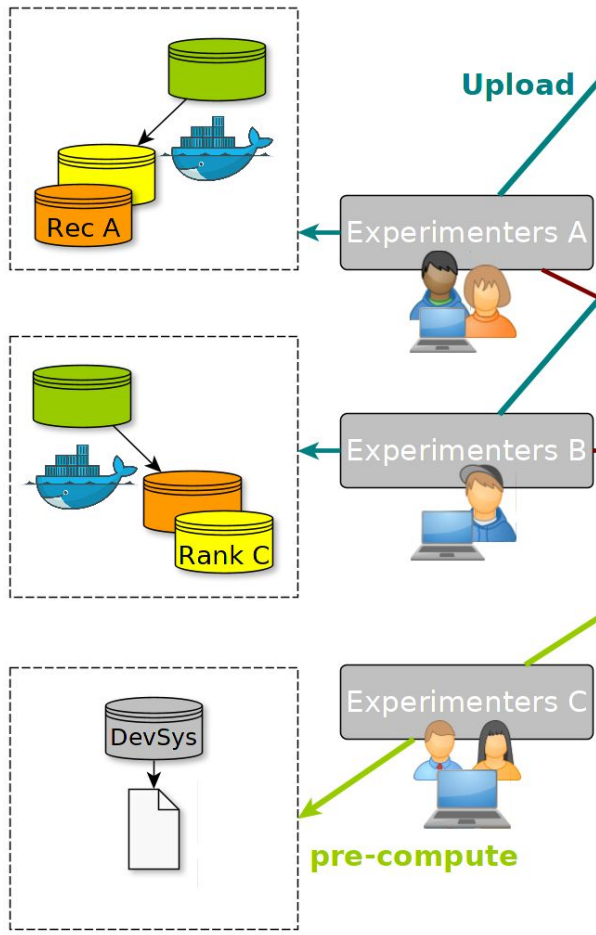 Upload
Rec A
Experimenters A
Experimenters B
Rank C
Experimenters C
DevSys
pre-compute